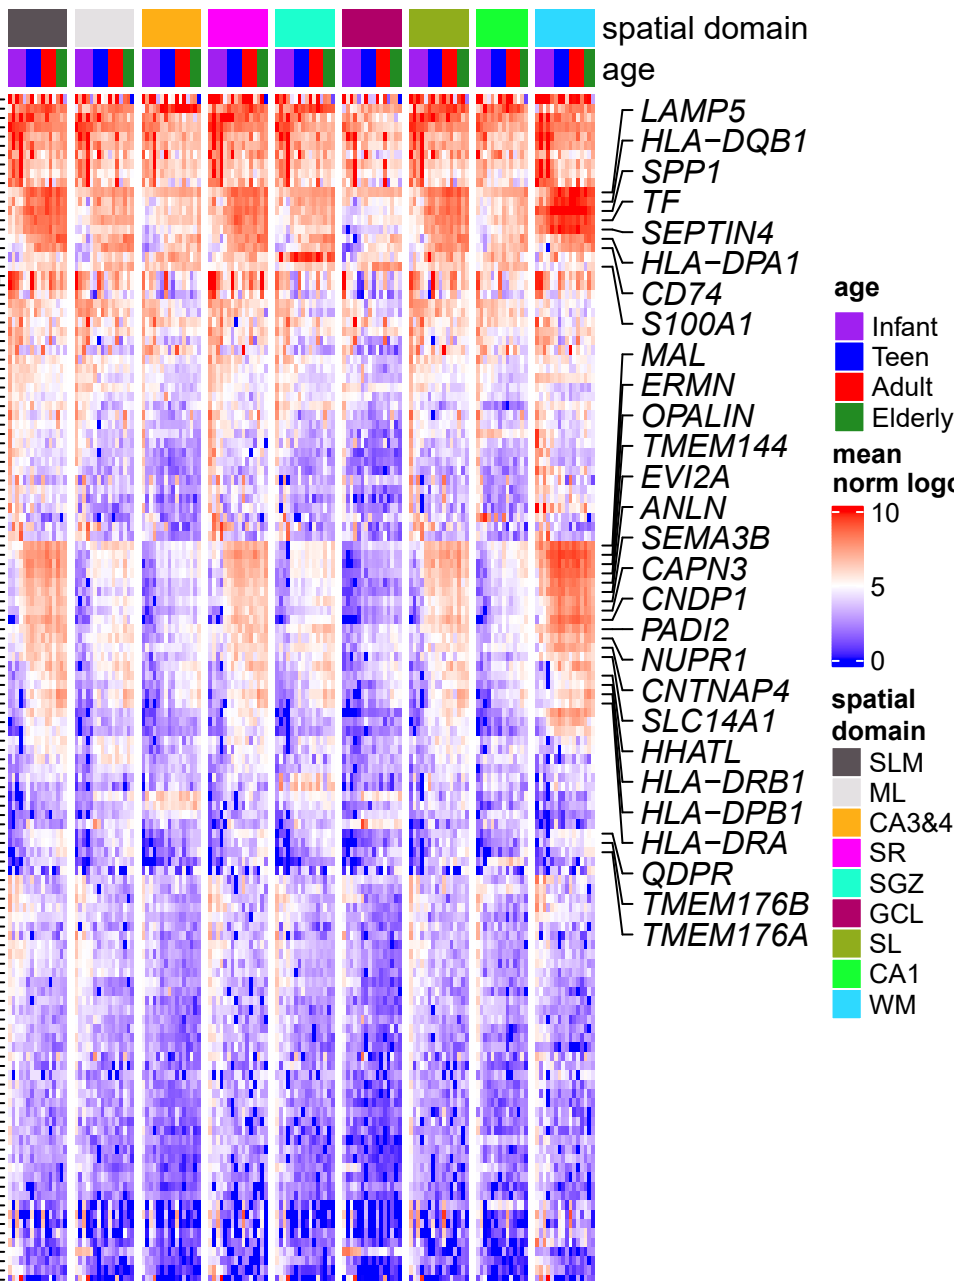 spatial domain
age
LAMP5
HLA−DQB1
SPP1
TF
SEPTIN4
HLA−DPA1
CD74
S100A1
MAL
ERMN
OPALIN
TMEM144
EVI2A
ANLN
SEMA3B
CAPN3
CNDP1
PADI2
NUPR1
CNTNAP4
SLC14A1
HHATL
HLA−DRB1
HLA−DPB1
HLA−DRA
QDPR
TMEM176B
TMEM176A
age
Infant
Teen
Adult
Elderly
mean
norm logc
10
5
0
spatial
domain
SLM
ML
CA3&4
SR
SGZ
GCL
SL
CA1
WM